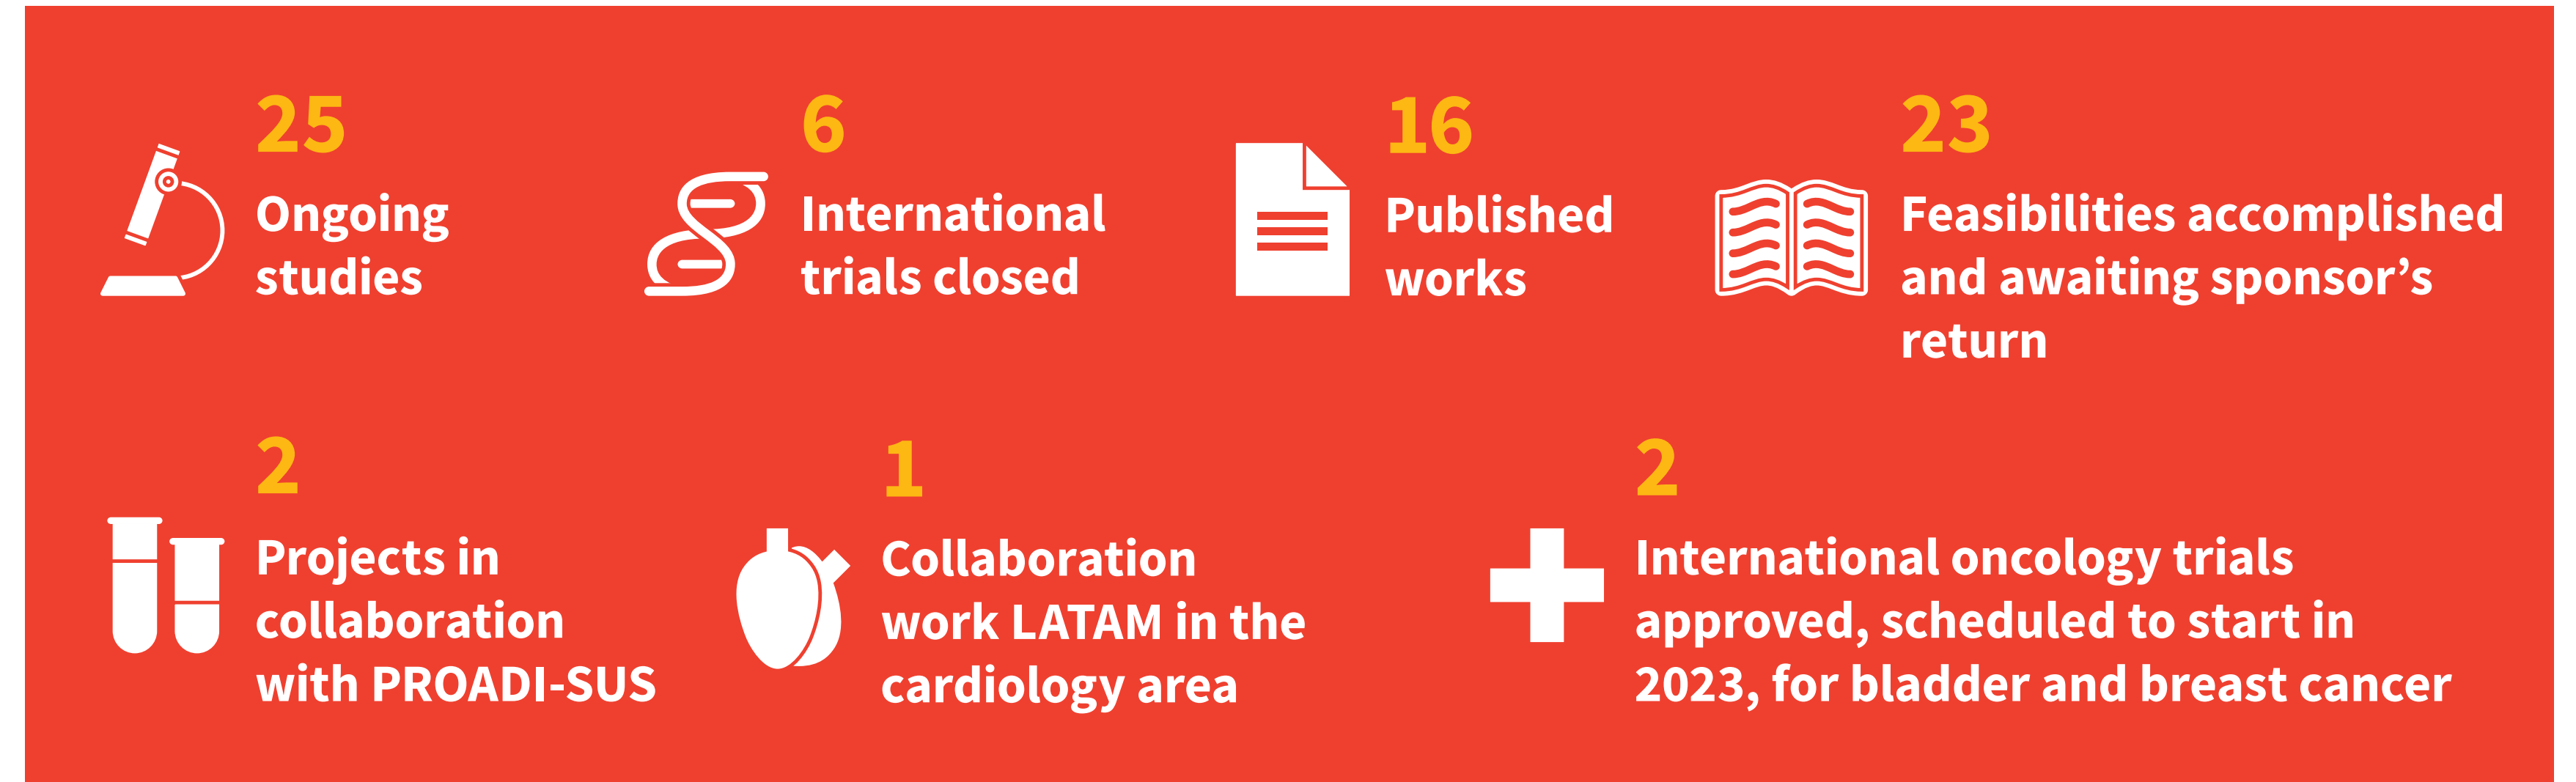 25
Ongoing
studies
6
International
trials closed
16
Published
works
23
Feasibilities accomplished
and awaiting sponsor’s
return
2
Projects in
collaboration
with PROADI-SUS
1
Collaboration
work LATAM in the
cardiology area
2
International oncology trials
approved, scheduled to start in
2023, for bladder and breast cancer